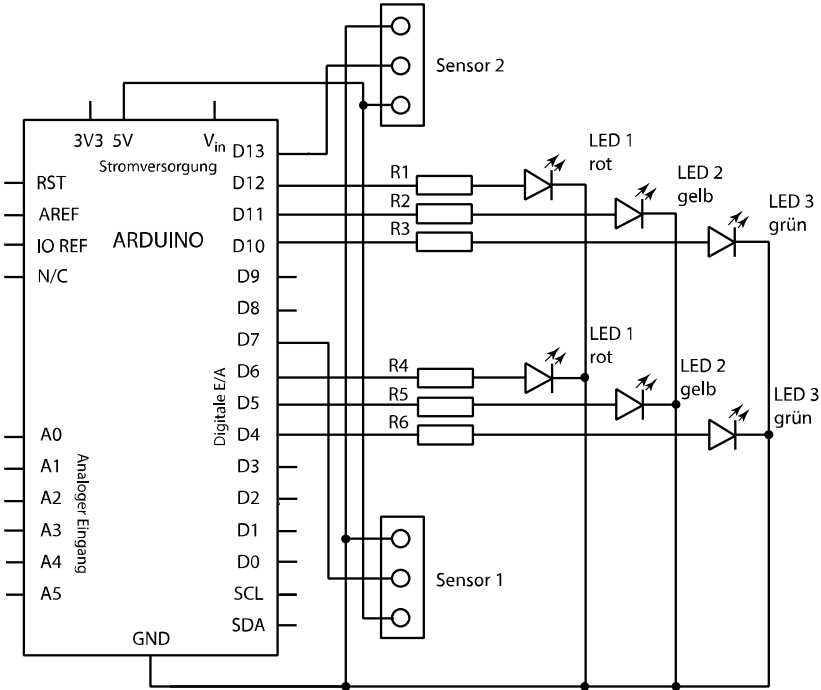 Sensor 2
3V3 5V Vin
Stromversorgung
ARDUINO
RST
AREF
IO REF
N/C
A0
A1
A2
A3
A4
A5
Analoger Eingang
GND
D13
D12
D11
D10
D9
D8
D7
D6
D5
D4
D3
D2
D1
D0
SCL
SDA
Digitale E/A
R1
R2
R3
LED 1
rot
LED 2
gelb
LED 3
grün
R4
R5
R6
LED 1
rot
LED 2
gelb
LED 3
grün
Sensor 1